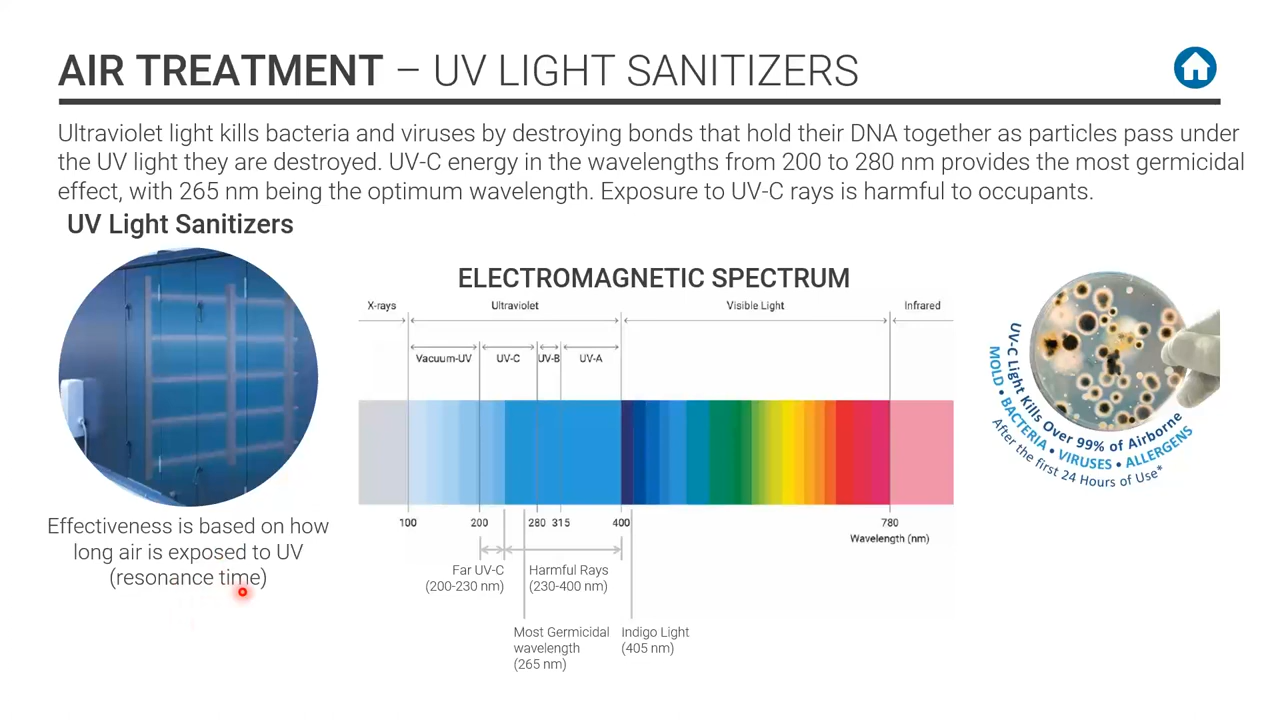 AIR TREATMENT – UV LIGHT SANITIZERS
Ultraviolet light kills bacteria and viruses by destroying bonds that hold their DNA together as particles pass under
the UV light they are destroyed. UV-C energy in the wavelengths from 200 to 280 nm provides the most germicidal
effect, with 265 nm being the optimum wavelength. Exposure to UV-C rays is harmful to occupants.
UV Light Sanitizers
Effectiveness is based on how
long air is exposed to UV
(resonance time)
ELECTROMAGNETIC SPECTRUM
X-rays Ultraviolet Visible Light Infrared
Vacuum-UV UV-C UV-B UV-A
100 200 280 315 400 780
Wavelength (nm)
Far UV-C
(200-230 nm)
Harmful Rays
(230-400 nm)
Most Germicidal
wavelength
(265 nm)
Indigo Light
(405 nm)
UV-C Light Kills Over 99% of Airborne
MOLD • BACTERIA • VIRUSES • ALLERGENS
After the first 24 Hours of Use*